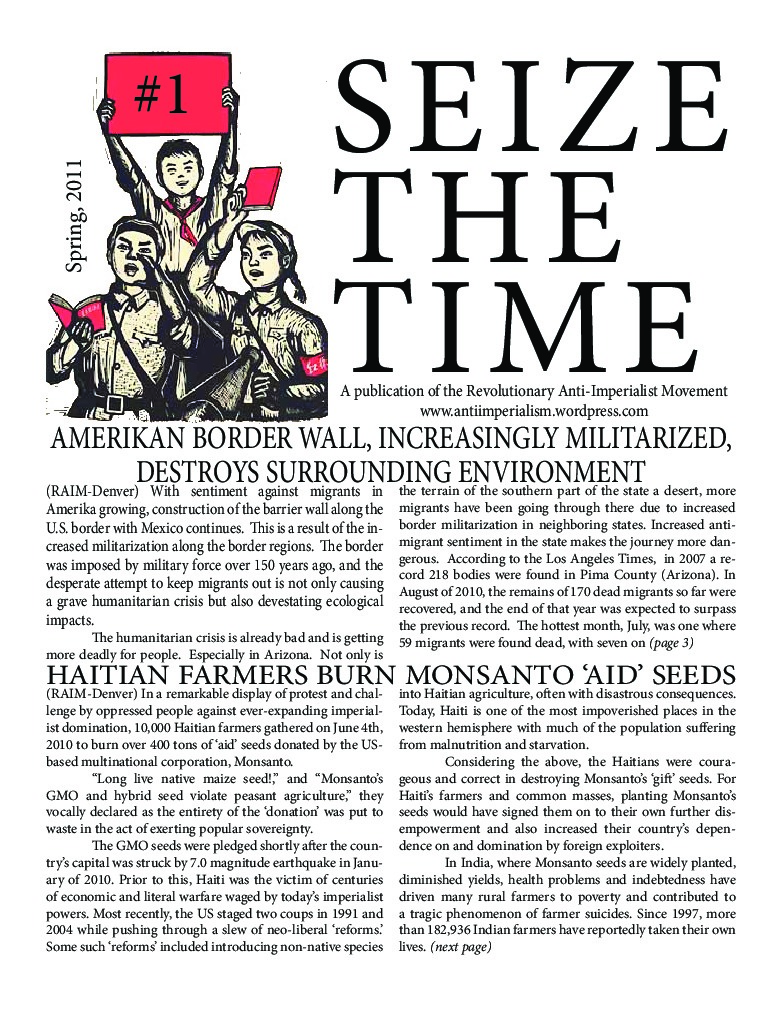 #1
Spring, 2011
SEIZE
THE
TIME
A publication of the Revolutionary Anti-Imperialist Movement
www.antiimperialism.wordpress.com
AMERIKAN BORDER WALL, INCREASINGLY MILITARIZED,
DESTROYS SURROUNDING ENVIRONMENT
(RAIM-Denver) With sentiment against migrants in
Amerika growing, construction of the barrier wall along the
U.S. border with Mexico continues. This is a result of the in-
creased militarization along the border regions. The border
was imposed by military force over 150 years ago, and the
desperate attempt to keep migrants out is not only causing
a grave humanitarian crisis but also devestating ecological
impacts.
The humanitarian crisis is already bad and is getting
more deadly for people. Especially in Arizona. Not only is
the terrain of the southern part of the state a desert, more
migrants have been going through there due to increased
border militarization in neighboring states. Increased anti-
migrant sentiment in the state makes the journey more dan-
gerous. According to the Los Angeles Times, in 2007 a re-
cord 218 bodies were found in Pima County (Arizona). In
August of 2010, the remains of 170 dead migrants so far were
recovered, and the end of that year was expected to surpass
the previous record. The hottest month, July, was one where
59 migrants were found dead, with seven on (page 3)
HAITIAN FARMERS BURN MONSANTO ‘AID’ SEEDS
(RAIM-Denver) In a remarkable display of protest and chal-
lenge by oppressed people against ever-expanding imperial-
ist domination, 10,000 Haitian farmers gathered on June 4th,
2010 to burn over 400 tons of ‘aid’ seeds donated by the US-
based multinational corporation, Monsanto.
“Long live native maize seed!,” and “Monsanto’s
GMO and hybrid seed violate peasant agriculture,” they
vocally declared as the entirety of the ‘donation’ was put to
waste in the act of exerting popular sovereignty.
The GMO seeds were pledged shortly after the coun-
try’s capital was struck by 7.0 magnitude earthquake in Janu-
ary of 2010. Prior to this, Haiti was the victim of centuries
of economic and literal warfare waged by today’s imperialist
powers. Most recently, the US staged two coups in 1991 and
2004 while pushing through a slew of neo-liberal ‘reforms.’
Some such ‘reforms’ included introducing non-native species
into Haitian agriculture, often with disastrous consequences.
Today, Haiti is one of the most impoverished places in the
western hemisphere with much of the population suffering
from malnutrition and starvation.
Considering the above, the Haitians were coura-
geous and correct in destroying Monsanto’s ‘gift’ seeds. For
Haiti’s farmers and common masses, planting Monsanto’s
seeds would have signed them on to their own further dis-
empowerment and also increased their country’s depen-
dence on and domination by foreign exploiters.
In India, where Monsanto seeds are widely planted,
diminished yields, health problems and indebtedness have
driven many rural farmers to poverty and contributed to
a tragic phenomenon of farmer suicides. Since 1997, more
than 182,936 Indian farmers have reportedly taken their own
lives. (next page)